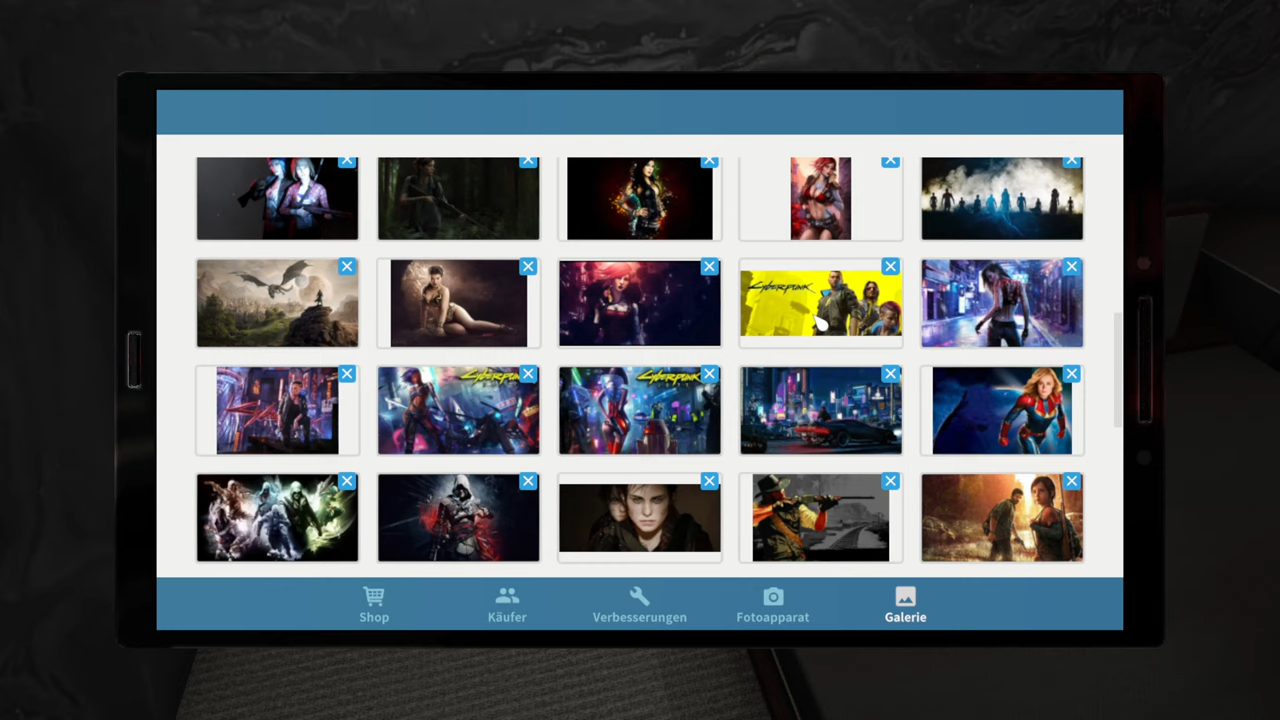 Cyberpunk
Cyberpunk
Cyberpunk
Shop
Käufer
Verbesserungen
Fotoapparat
Galerie